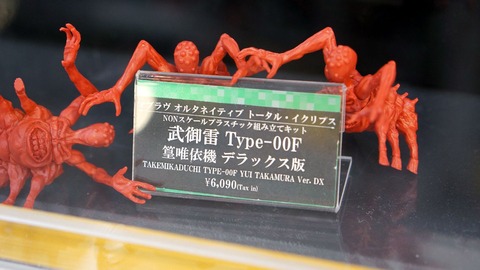 ラヴ オルタネイティブ トータル・イクリプス
NONスケールプラスチック組み立てキット
武御雷 Type-00F
篁唯依機 デラックス版
TAKEMIKADUCHI TYPE-00F YUI TAKAMURA Ver. DX
¥6,090(Tax in)